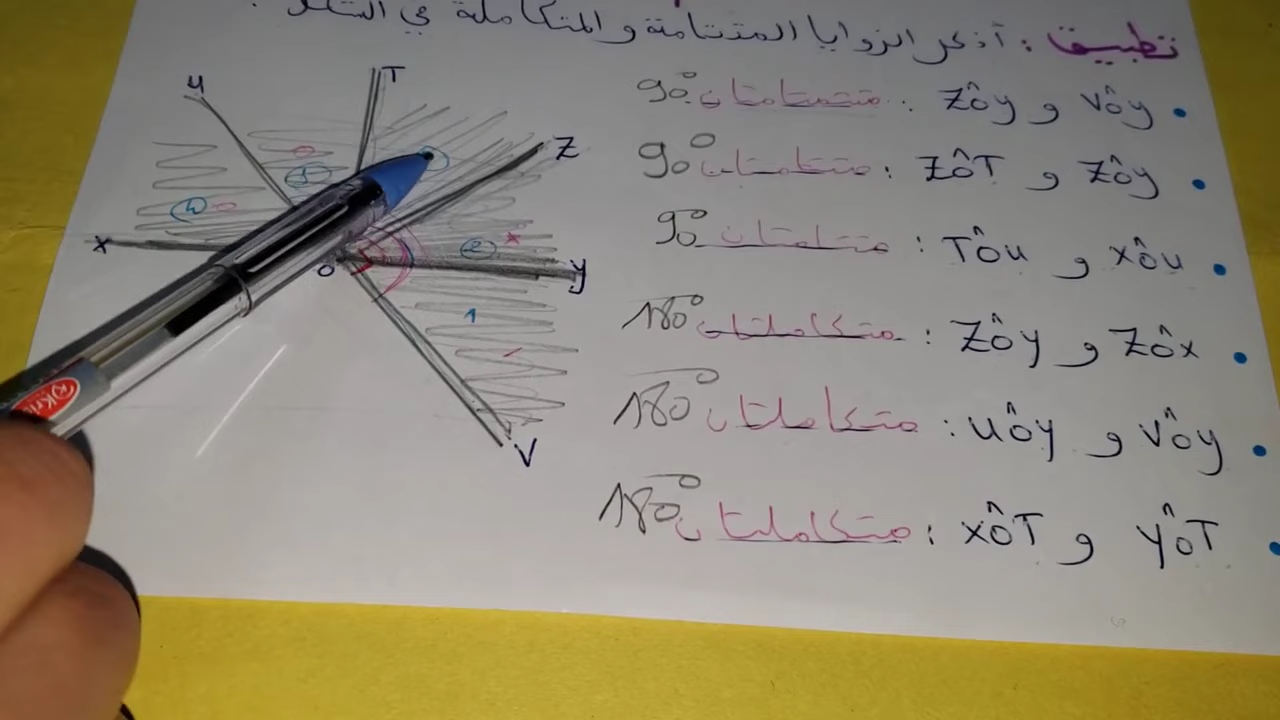 تطبيق : أذكر الزوايا المتتامة والمتكاملة في الشكل .
VÔy و ZÔy : متتامتان 90°
ZÔy و ZÔT : متتامتان 90°
xÔu و TÔu : متتامتان 90°
ZÔx و ZÔy : متكاملتان 180°
VÔy و uÔy : متكاملتان 180°
yÔT و xÔT : متكاملتان 180°
u
T
Z
x
o
y
1
V